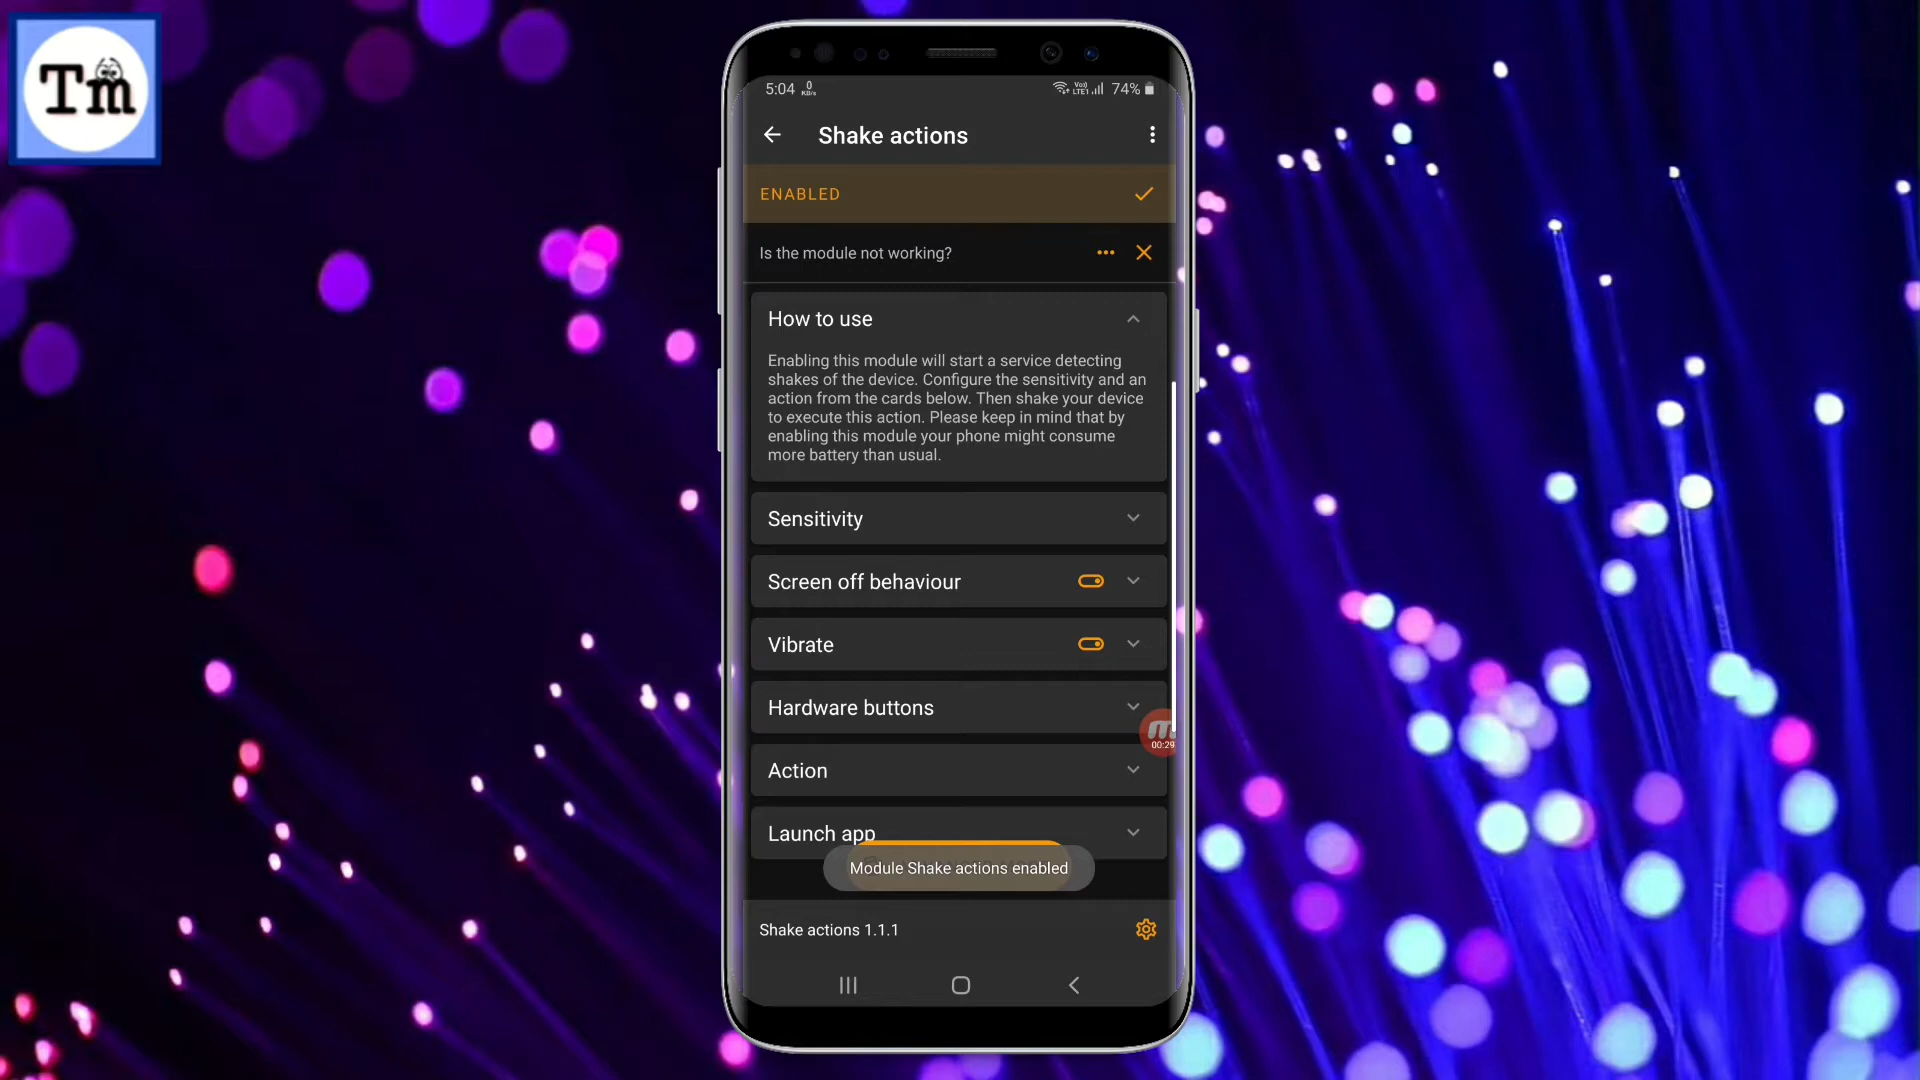 Tm
5:04 0 KB/s Vo) LTE1 74%
Shake actions
ENABLED
Is the module not working?
How to use
Enabling this module will start a service detecting
shakes of the device. Configure the sensitivity and an
action from the cards below. Then shake your device
to execute this action. Please keep in mind that by
enabling this module your phone might consume
more battery than usual.
Sensitivity
Screen off behaviour
Vibrate
Hardware buttons
00:29
Action
Launch app
Module Shake actions enabled
Shake actions 1.1.1